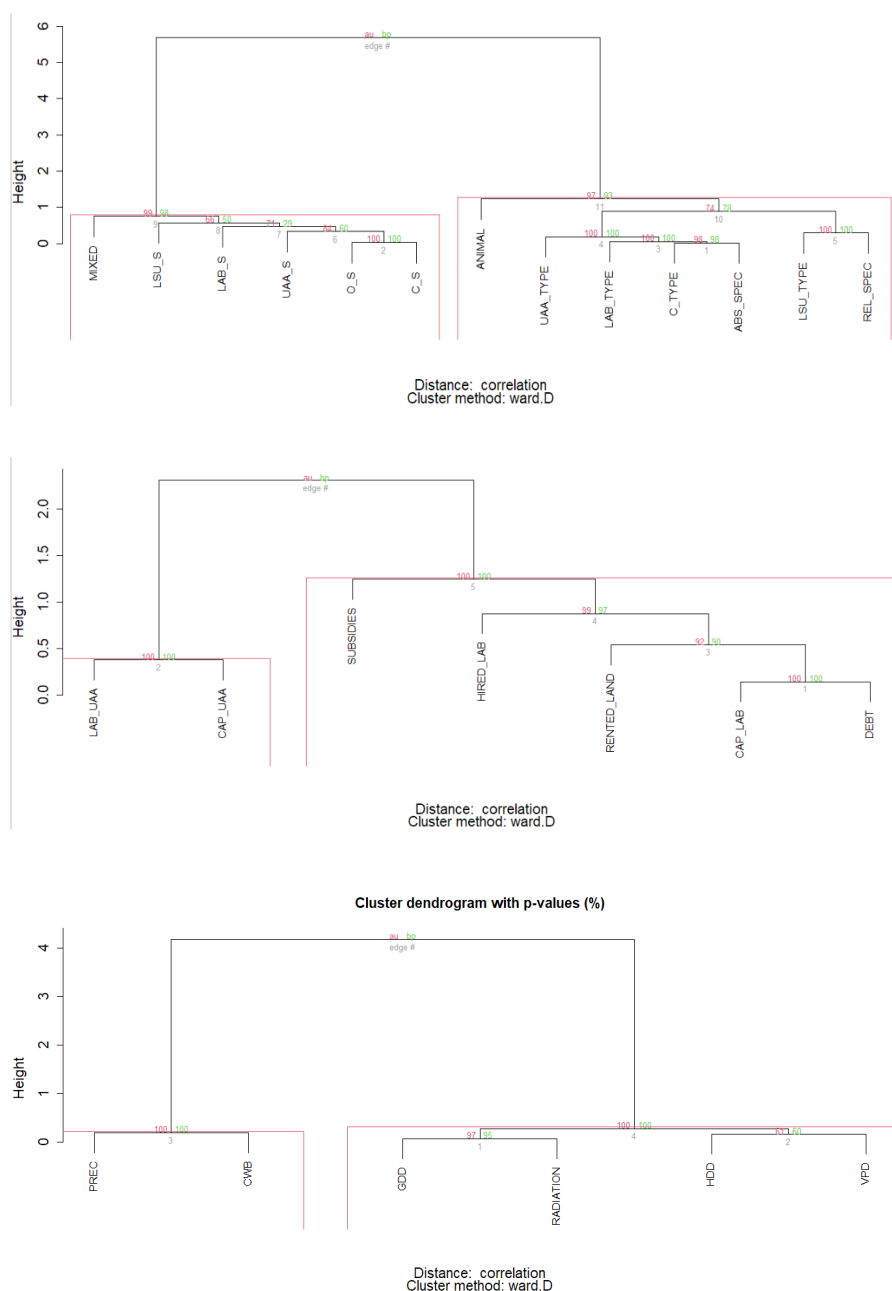 6
au bp
edge #
5
4
3
2
1
0
Height
97 93
11
99 98
9
74 78
10
66 50
8
71 29
7
64 60
6
100 100
2
100 100
4
100 100
3
98 98
1
100 100
5
MIXED
LSU_S
LAB_S
UAA_S
O_S
C_S
ANIMAL
UAA_TYPE
LAB_TYPE
C_TYPE
ABS_SPEC
LSU_TYPE
REL_SPEC
Distance: correlation
Cluster method: ward.D
au bp
edge #
2.0
1.5
1.0
0.5
0.0
Height
100 100
5
99 97
4
92 90
3
100 100
2
100 100
1
LAB_UAA
CAP_UAA
SUBSIDIES
HIRED_LAB
RENTED_LAND
CAP_LAB
DEBT
Distance: correlation
Cluster method: ward.D
Cluster dendrogram with p-values (%)
au bp
edge #
4
3
2
1
0
Height
100 100
3
100 100
4
97 95
1
61 60
2
PREC
CWB
GDD
RADIATION
HDD
VPD
Distance: correlation
Cluster method: ward.D